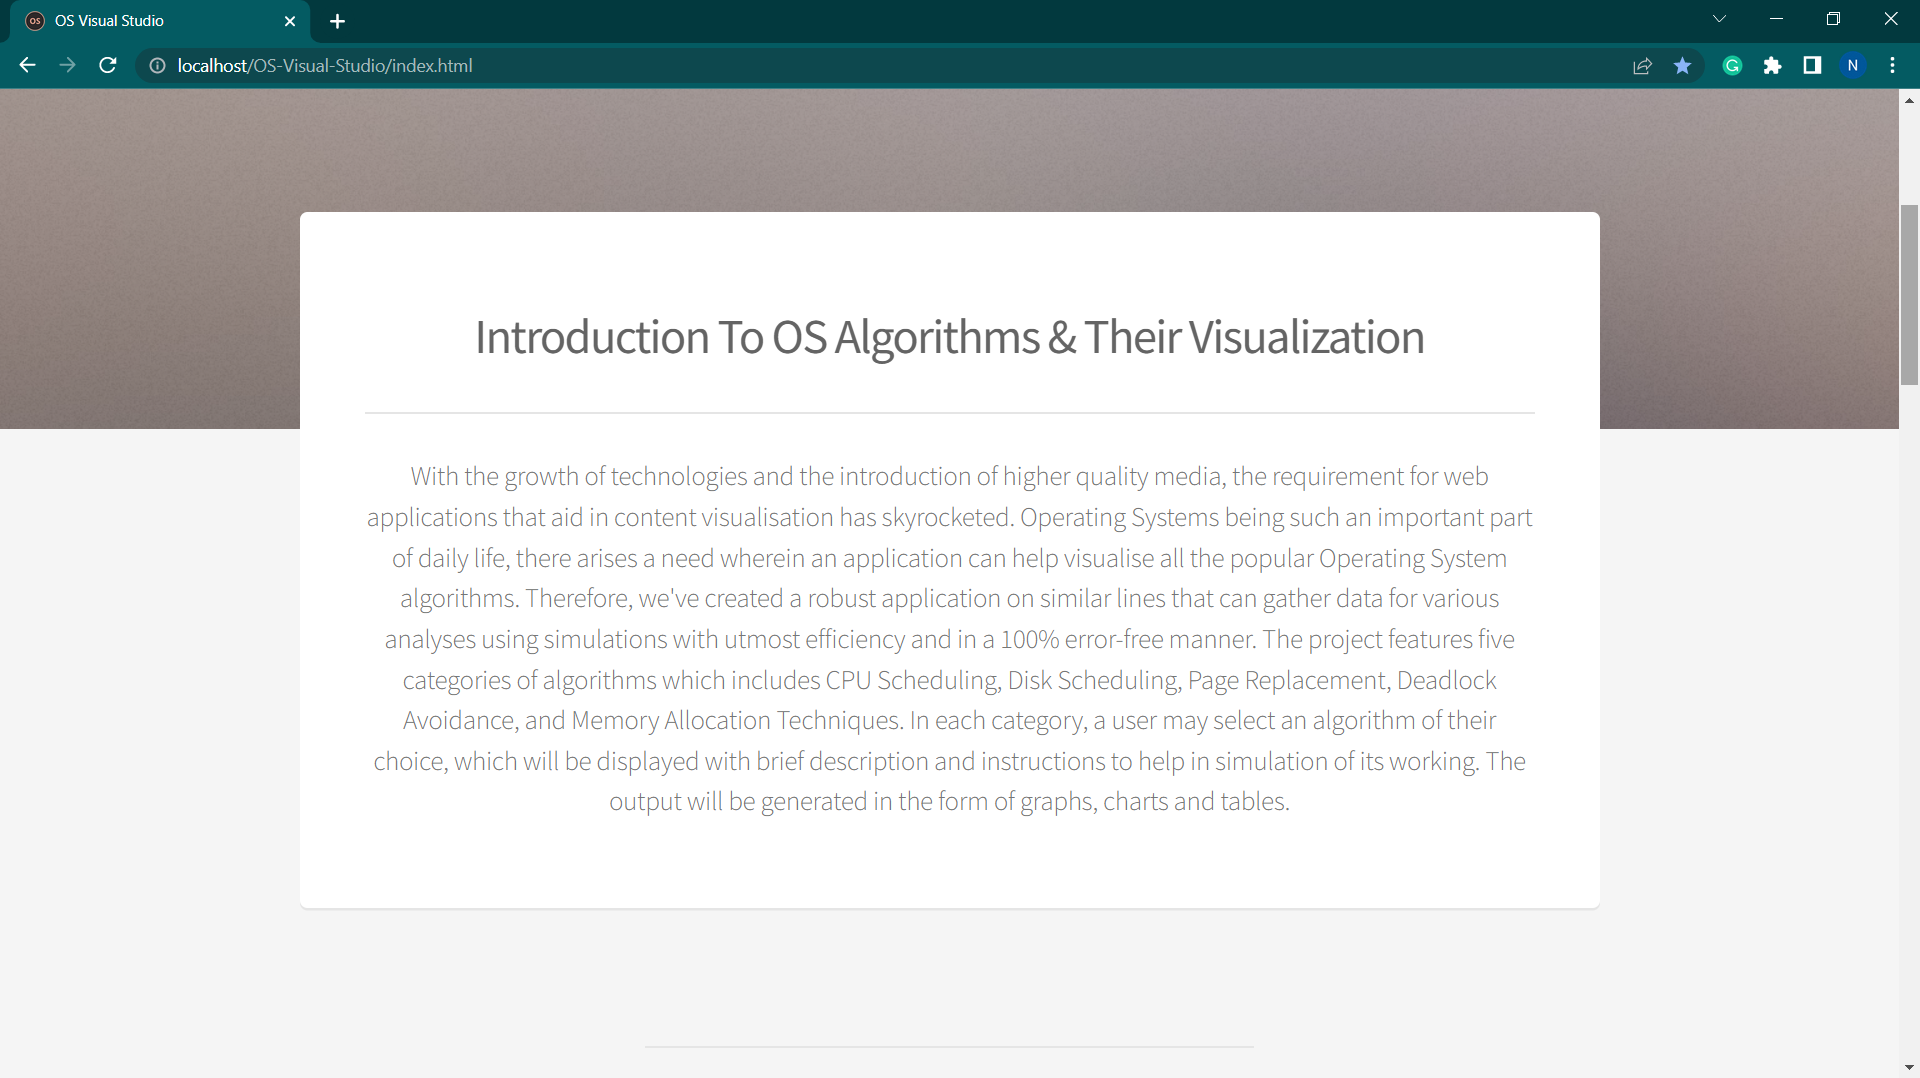 OS Visual Studio
localhost/OS-Visual-Studio/index.html
N
Introduction To OS Algorithms & Their Visualization
With the growth of technologies and the introduction of higher quality media, the requirement for web
applications that aid in content visualisation has skyrocketed. Operating Systems being such an important part
of daily life, there arises a need wherein an application can help visualise all the popular Operating System
algorithms. Therefore, we've created a robust application on similar lines that can gather data for various
analyses using simulations with utmost efficiency and in a 100% error-free manner. The project features five
categories of algorithms which includes CPU Scheduling, Disk Scheduling, Page Replacement, Deadlock
Avoidance, and Memory Allocation Techniques. In each category, a user may select an algorithm of their
choice, which will be displayed with brief description and instructions to help in simulation of its working. The
output will be generated in the form of graphs, charts and tables.